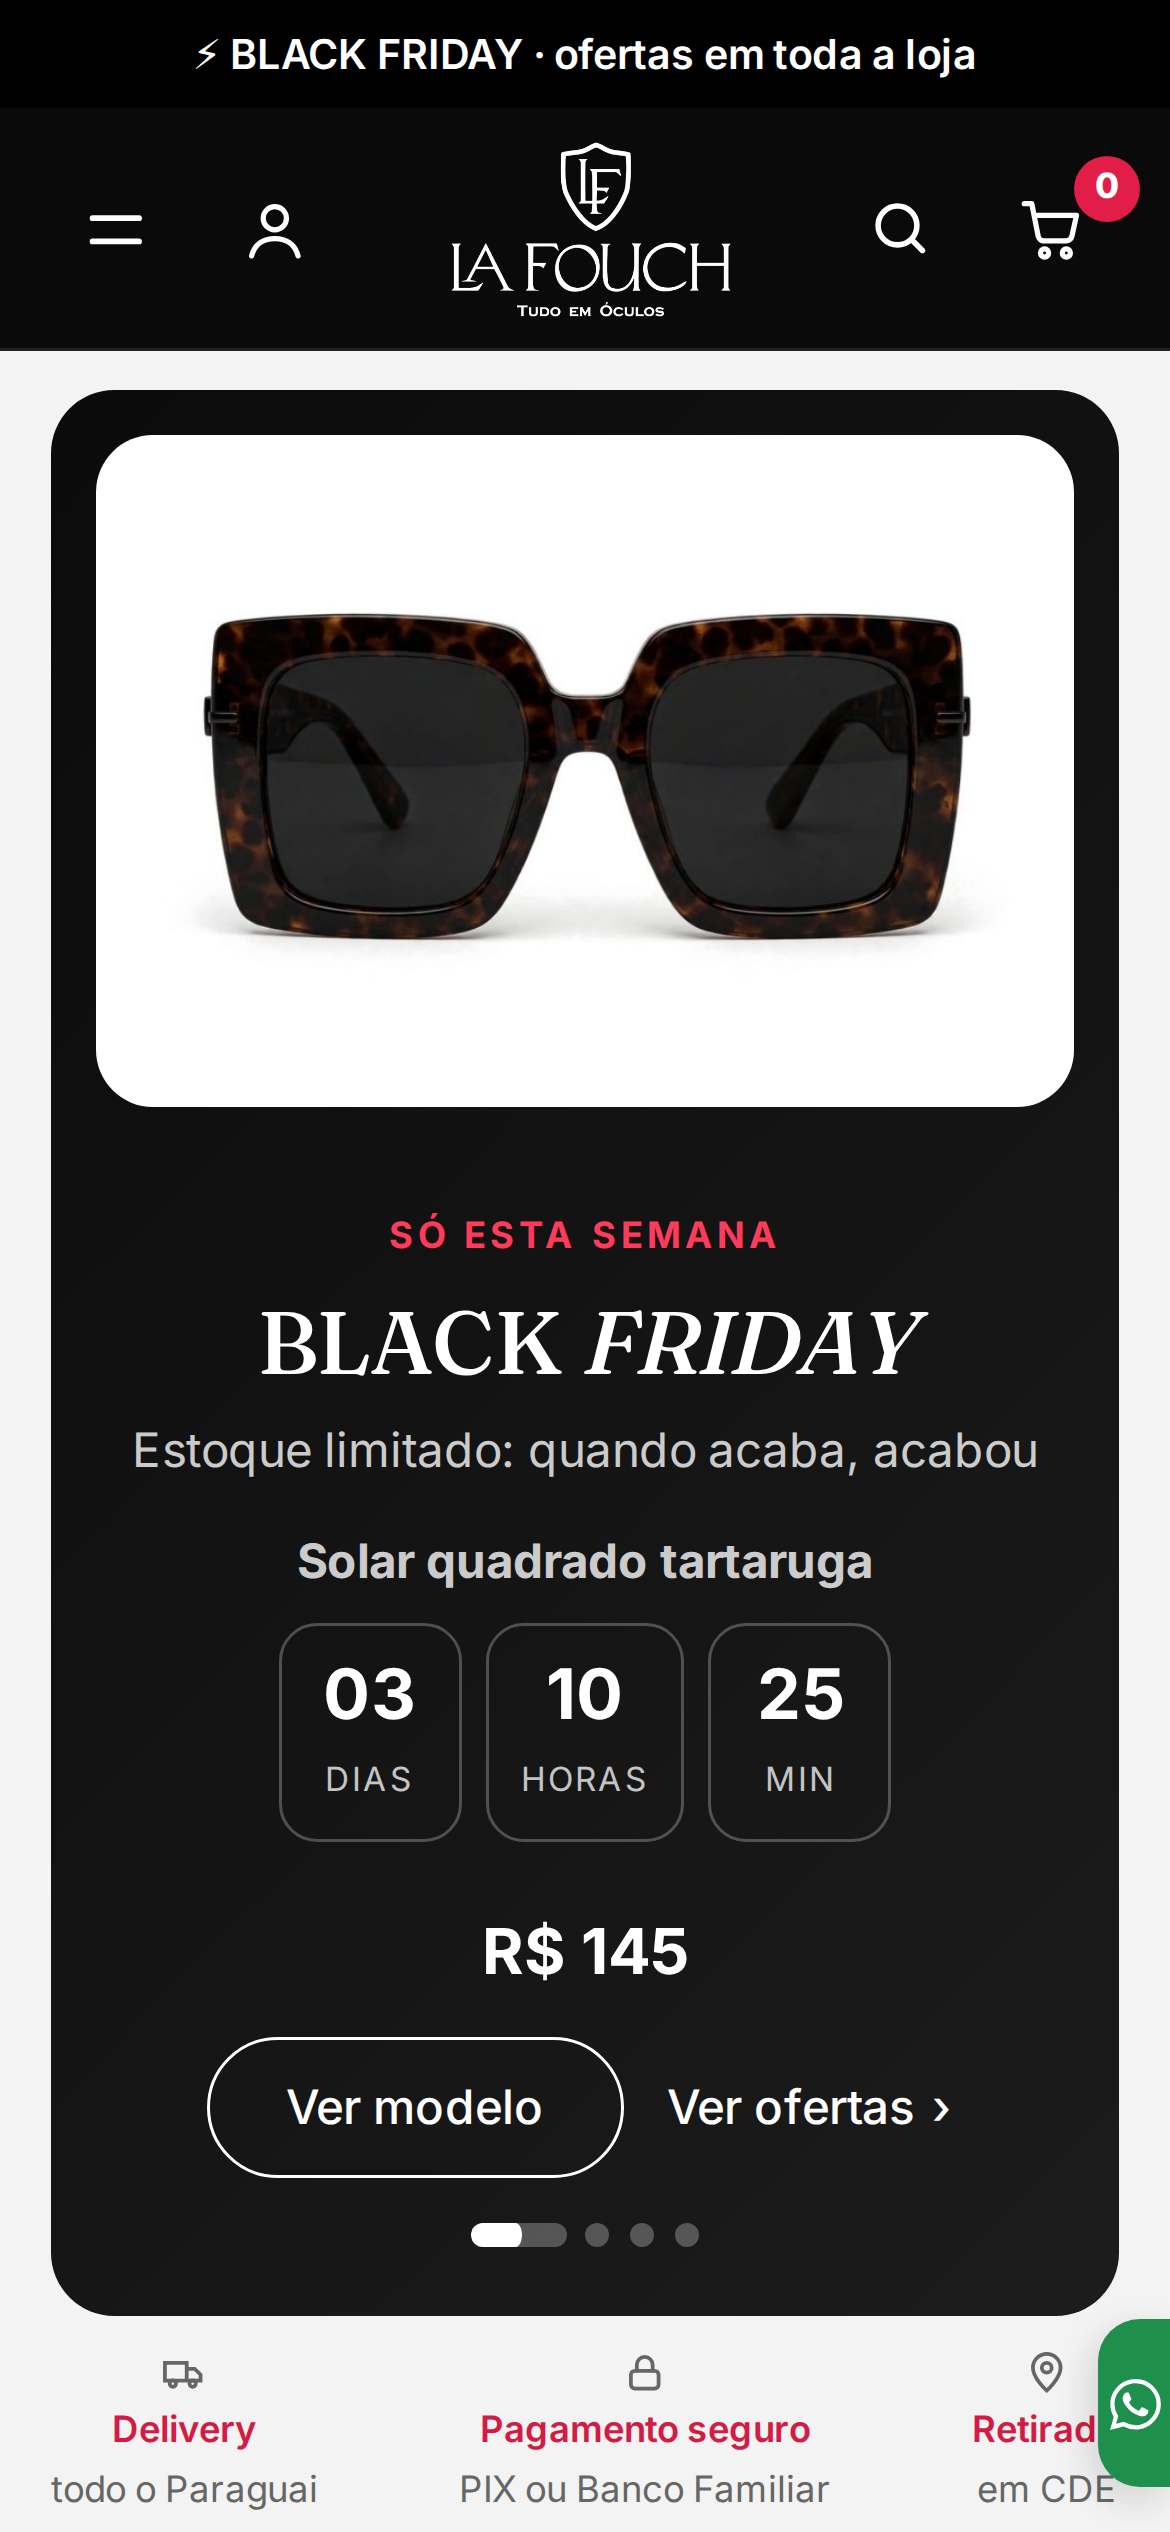 ⚡ BLACK FRIDAY · ofertas em toda a loja
0
LF
LA FOUCH
Tudo em Óculos
SÓ ESTA SEMANA
BLACK FRIDAY
Estoque limitado: quando acaba, acabou
Solar quadrado tartaruga
03 10 25
DIAS HORAS MIN
R$ 145
Ver modelo Ver ofertas ›
Delivery Pagamento seguro Retirad
todo o Paraguai PIX ou Banco Familiar em CDE